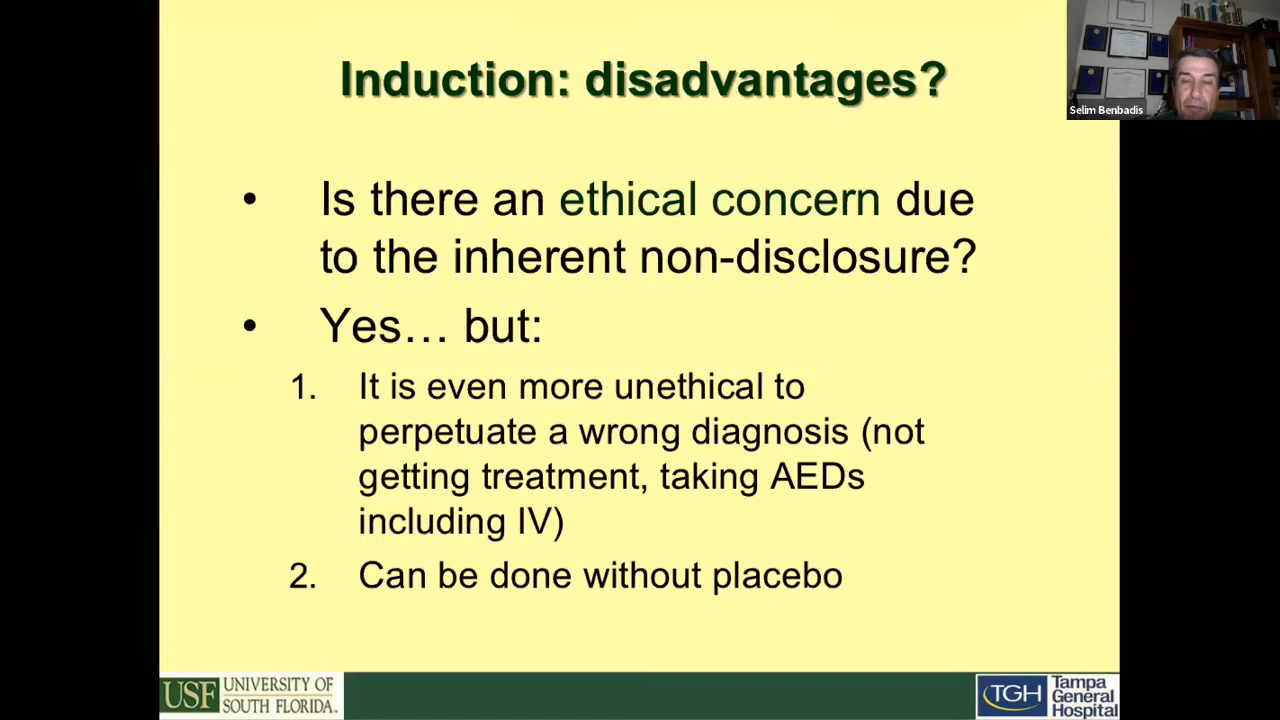 Induction: disadvantages?
Selim Benbadis
• Is there an ethical concern due
to the inherent non-disclosure?
• Yes… but:
1. It is even more unethical to
perpetuate a wrong diagnosis (not
getting treatment, taking AEDs
including IV)
2. Can be done without placebo
USF UNIVERSITY OF
SOUTH FLORIDA
TGH Tampa
General
Hospital